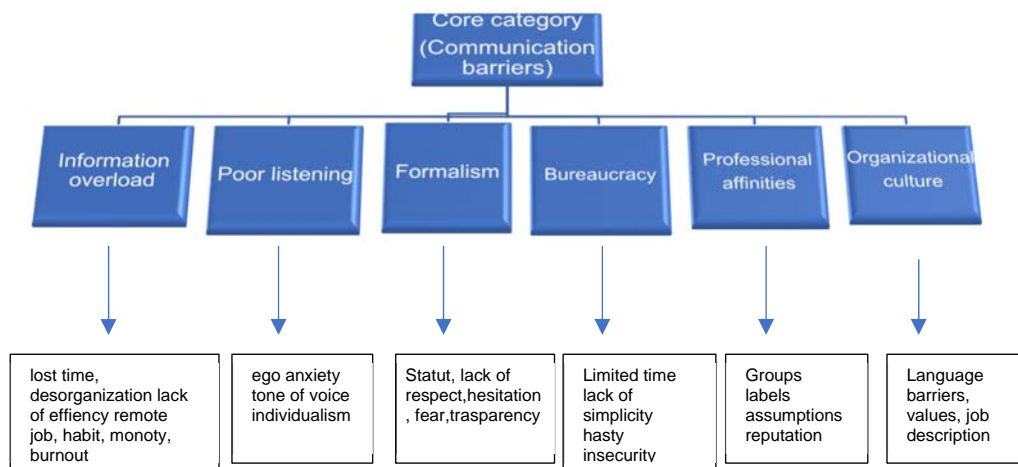 Core category
(Communication
barriers)
Information
overload
Poor listening
Formalism
Bureaucracy
Professional
affinities
Organizational
culture
lost time,
desorganization lack
of effiency remote
job, habit, monoty,
burnout
ego anxiety
tone of voice
individualism
Statut, lack of
respect,hesitation
, fear,trasparency
Limited time
lack of
simplicity
hasty
insecurity
Groups
labels
assumptions
reputation
Language
barriers,
values, job
description